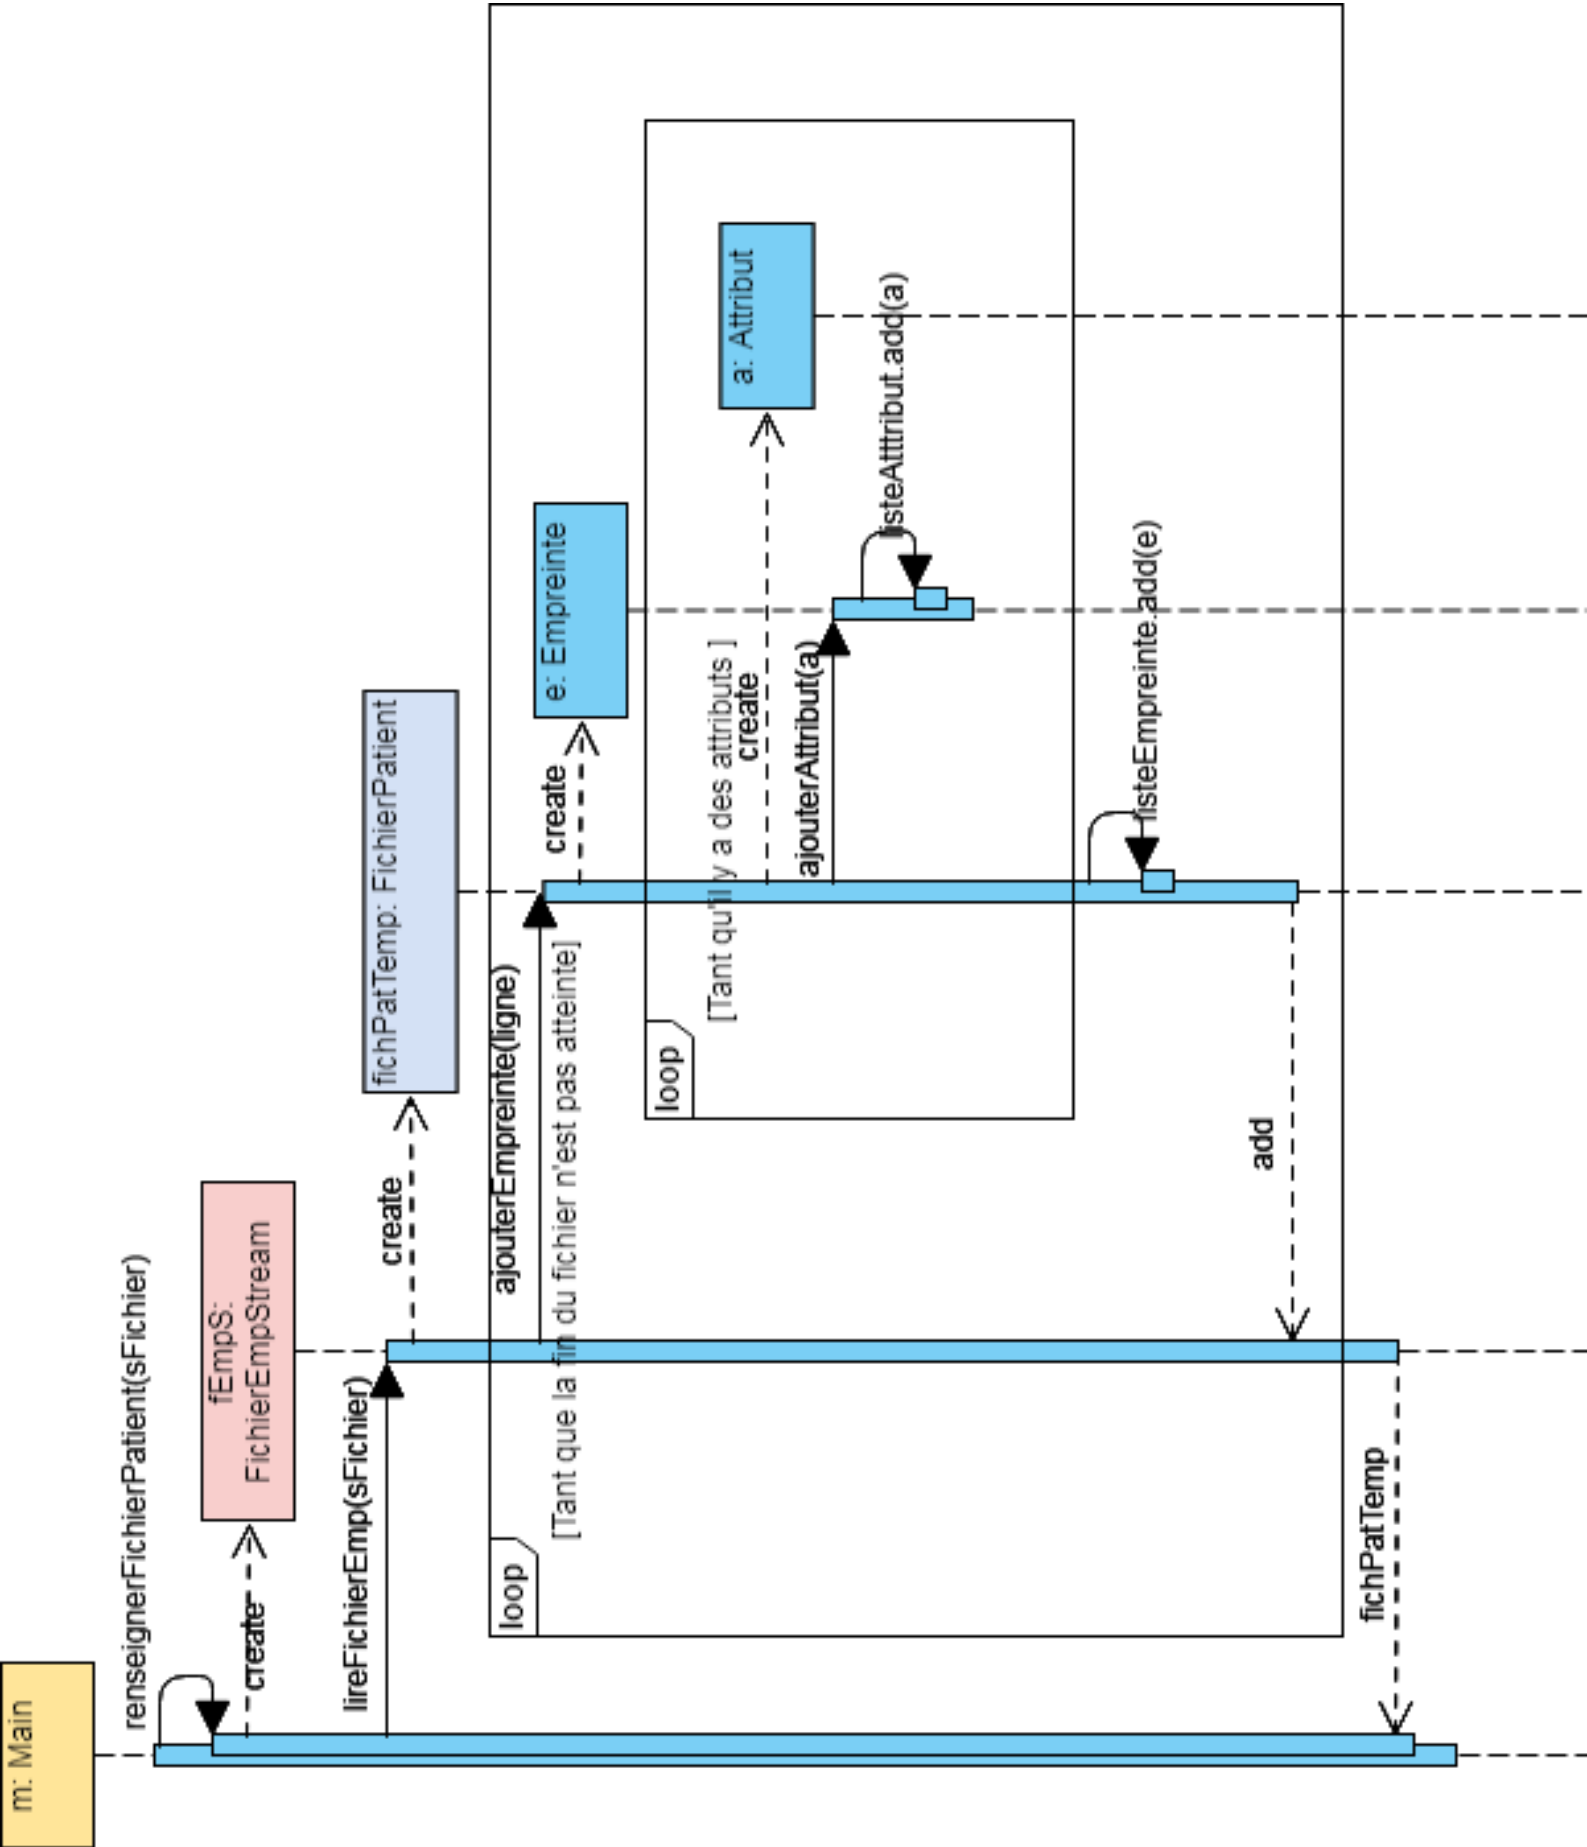 m: Main
renseignerFichierPatient(sFichier)
create
fEmpS:
FichierEmpStream
lireFichierEmp(sFichier)
create
fichPatTemp: FichierPatient
loop
ajouterEmpreinte(ligne)
[Tant que la fin du fichier n'est pas atteinte]
create
e: Empreinte
loop
[Tant qu'il y a des attributs ]
create
a: Attribut
ajouterAttribut(a)
listeAtttribut.add(a)
listeEmpreinte.add(e)
add
fichPatTemp